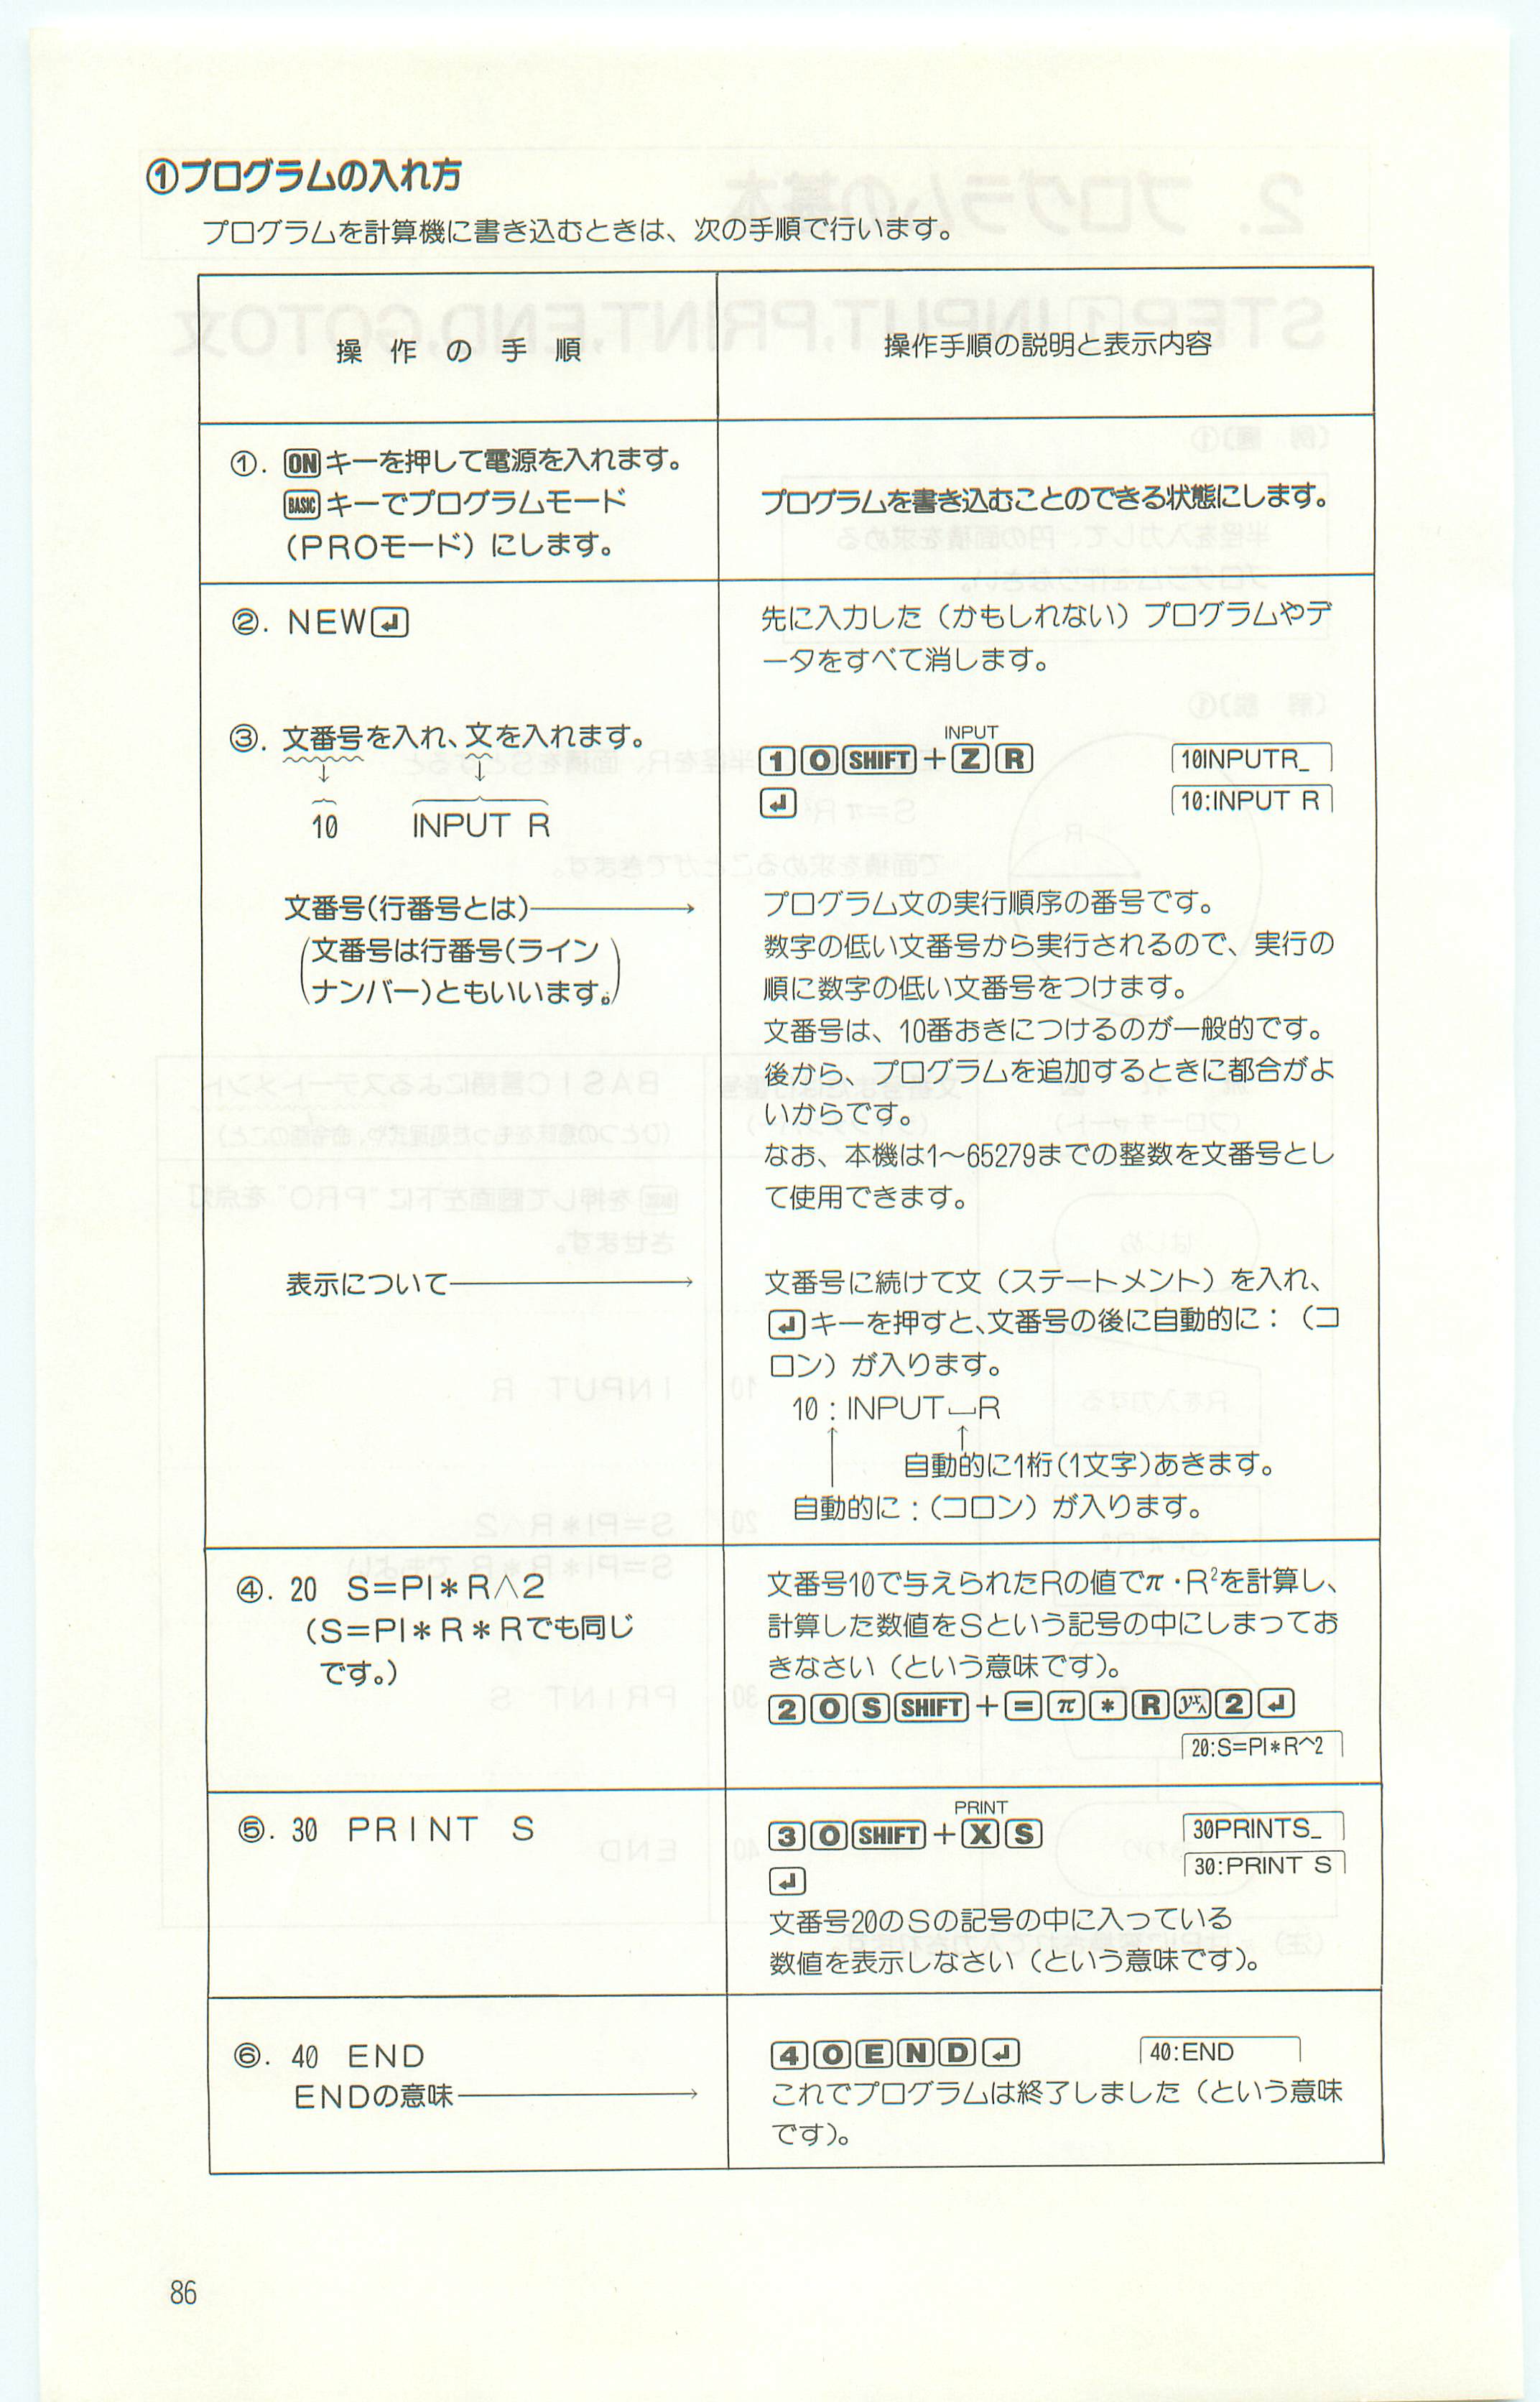 ①プログラムの入れ方
プログラムを計算機に書き込むときは、次の手順で行います。
操作の手順
操作手順の説明と表示内容
①. ONキーを押して電源を入れます。
BASICキーでプログラムモード
(PROモード)にします。
プログラムを書き込むことのできる状態にします。
②. NEW↲
先に入力した(かもしれない)プログラムやデ
ータをすべて消します。
③. 文番号を入れ、文を入れます。
↓ ↓
10 INPUT R
INPUT
1 0 SHIFT + Z R 10INPUTR_
↲ 10:INPUT R
文番号(行番号とは)→
(文番号は行番号(ライン
ナンバー)ともいいます。)
プログラム文の実行順序の番号です。
数字の低い文番号から実行されるので、実行の
順に数字の低い文番号をつけます。
文番号は、10番おきにつけるのが一般的です。
後から、プログラムを追加するときに都合がよ
いからです。
なお、本機は1~65279までの整数を文番号とし
て使用できます。
表示について→
文番号に続けて文(ステートメント)を入れ、
↲キーを押すと、文番号の後に自動的に:(コ
ロン)が入ります。
10:INPUT⎵R
↑ ↑
自動的に1桁(1文字)あきます。
自動的に:(コロン)が入ります。
④. 20 S=PI*R∧2
(S=PI*R*Rでも同じ
です。)
文番号10で与えられたRの値でπ・R²を計算し、
計算した数値をSという記号の中にしまってお
きなさい(という意味です)。
2 0 S SHIFT + = π * R yˣ∧ 2 ↲
20:S=PI*R^2
⑤. 30 PRINT S
PRINT
3 0 SHIFT + X S 30PRINTS_
↲ 30:PRINT S
文番号20のSの記号の中に入っている
数値を表示しなさい(という意味です)。
⑥. 40 END
ENDの意味→
4 0 E N D ↲ 40:END
これでプログラムは終了しました(という意味
です)。
86